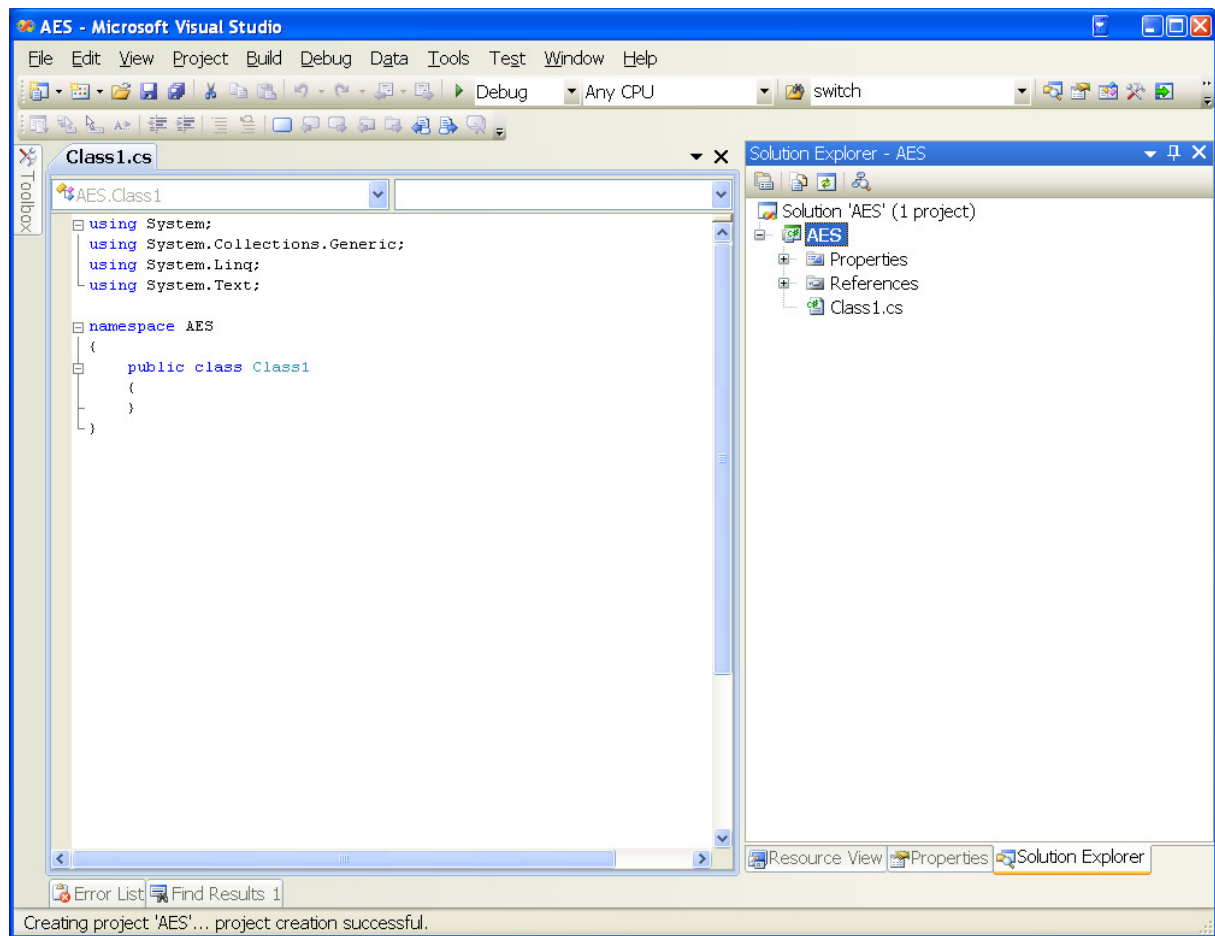 AES - Microsoft Visual Studio
File Edit View Project Build Debug Data Tools Test Window Help
Debug Any CPU switch
Toolbox
Class1.cs
AES.Class1
using System;
using System.Collections.Generic;
using System.Linq;
using System.Text;
namespace AES
{
public class Class1
{
}
}
Solution Explorer - AES
Solution 'AES' (1 project)
AES
Properties
References
Class1.cs
Resource View Properties Solution Explorer
Error List Find Results 1
Creating project 'AES'... project creation successful.